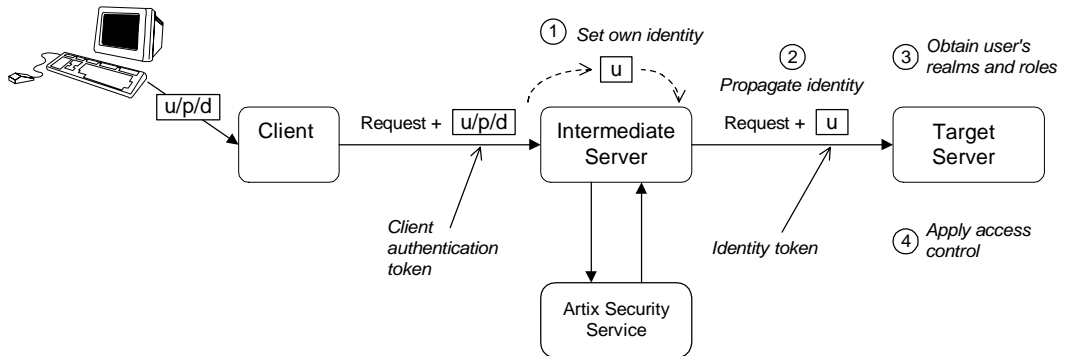 1 Set own identity
u
2
Propagate identity
3 Obtain user's
realms and roles
u/p/d
Client
Request + u/p/d
Intermediate
Server
Request + u
Target
Server
Client
authentication
token
Identity token
4 Apply access
control
Artix Security
Service